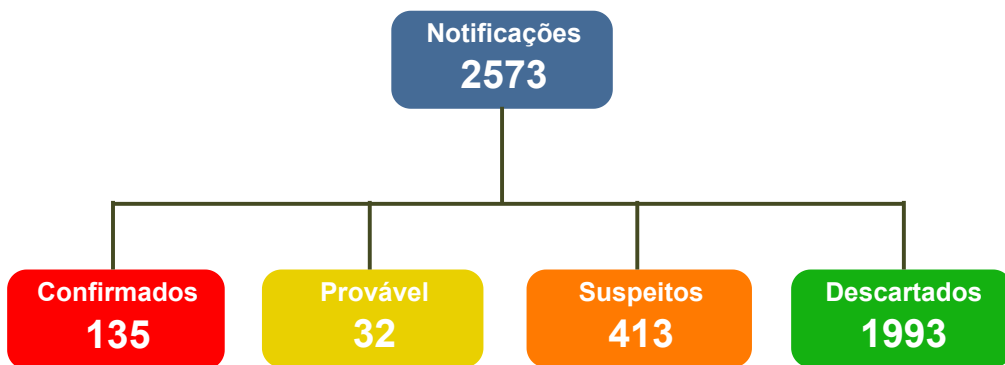 Notificações
2573
Confirmados
135
Provável
32
Suspeitos
413
Descartados
1993